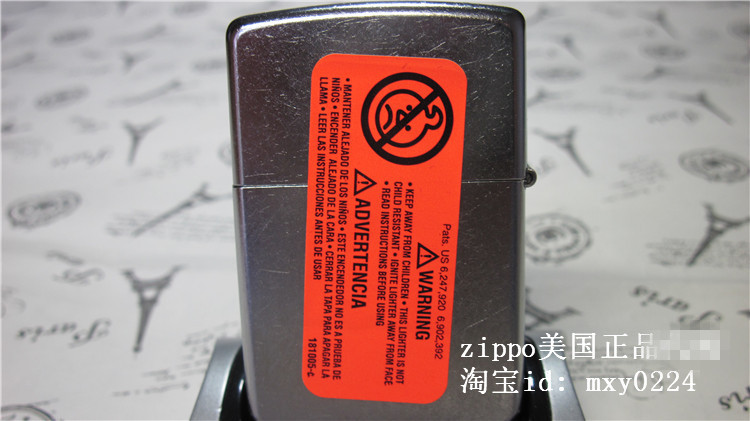 Pats. US 6,247,920 6,902,392
⚠WARNING
• KEEP AWAY FROM CHILDREN • THIS LIGHTER IS NOT
CHILD RESISTANT • IGNITE LIGHTER AWAY FROM FACE
• READ INSTRUCTIONS BEFORE USING
⚠ADVERTENCIA
• MANTENER ALEJADO DE LOS NIÑOS • ESTE ENCENDEDOR NO ES A PRUEBA DE
NIÑOS • ENCENDER ALEJADO DE LA CARA • CERRAR LA TAPA PARA APAGAR LA
LLAMA • LEER LAS INSTRUCCIONES ANTES DE USAR
181005-c
Paris
Paris
zippo美国正品
淘宝id: mxy0224